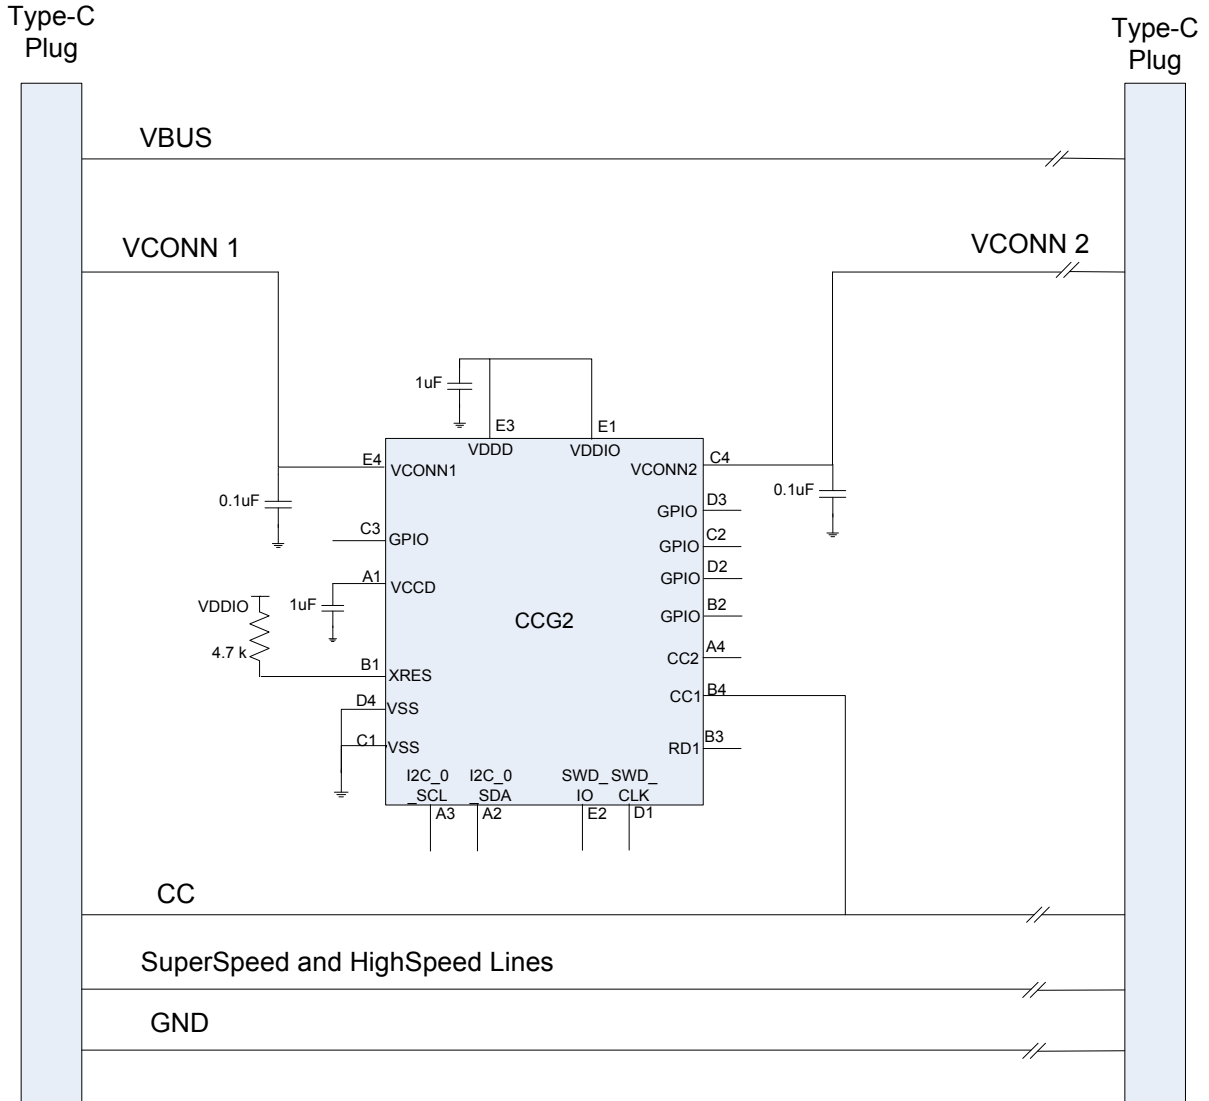 Type-C
Plug
Type-C
Plug
VBUS
VCONN 1
VCONN 2
1uF
E3
E1
VDDD
VDDIO
E4
VCONN1
VCONN2
C4
0.1uF
0.1uF
GPIO
D3
C3
GPIO
GPIO
C2
A1
VCCD
GPIO
D2
VDDIO
1uF
GPIO
B2
CCG2
4.7 k
CC2
A4
B1
XRES
CC1
B4
D4
VSS
C1
VSS
RD1
B3
I2C_0
_SCL
I2C_0
_SDA
SWD_
IO
SWD_
CLK
A3
A2
E2
D1
CC
SuperSpeed and HighSpeed Lines
GND